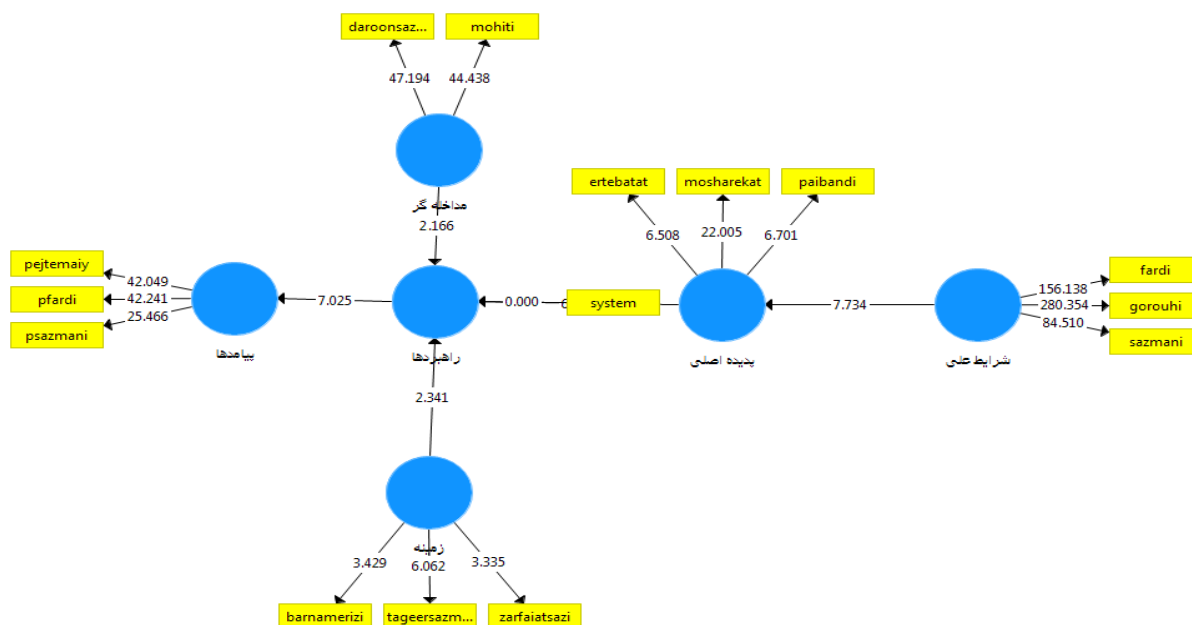 daroonsaz...
mohiti
47.194
44.438
مداخله گر
2.166
ertebatat
mosharekat
paibandi
6.508
22.005
6.701
pejtemaiy
pfardi
psazmani
42.049
42.241
25.466
پیامدها
7.025
راهبردها
0.000
system
پدیده اصلی
7.734
شرایط علی
156.138
280.354
84.510
fardi
gorouhi
sazmani
2.341
زمینه
3.429
6.062
3.335
barnamerizi
tageersazm...
zarfaiatsazi